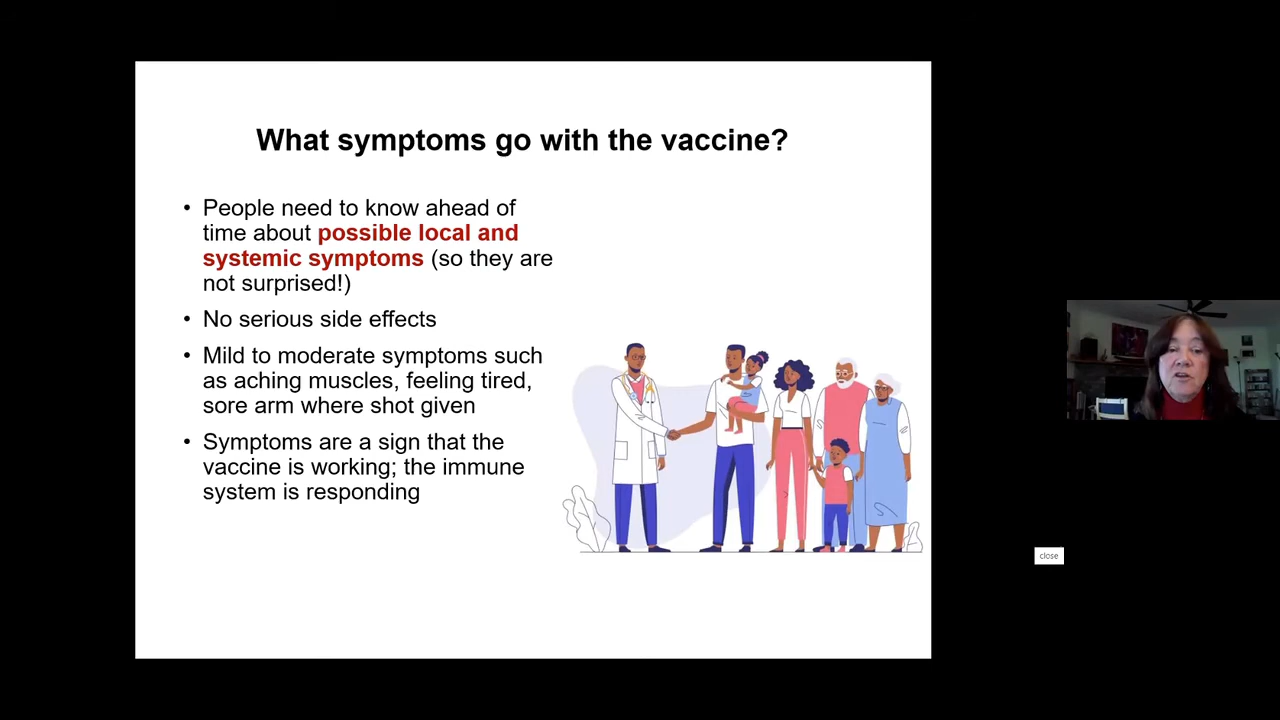 What symptoms go with the vaccine?
• People need to know ahead of
time about possible local and
systemic symptoms (so they are
not surprised!)
• No serious side effects
• Mild to moderate symptoms such
as aching muscles, feeling tired,
sore arm where shot given
• Symptoms are a sign that the
vaccine is working; the immune
system is responding
close